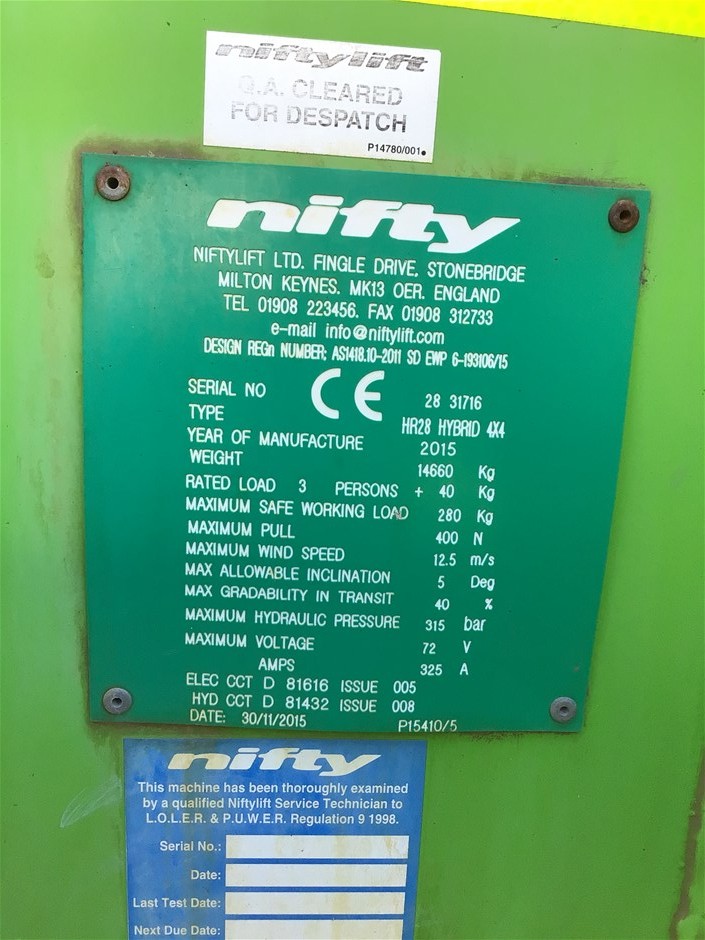 niftylift
Q.A. CLEARED
FOR DESPATCH
P14780/001
nifty
NIFTYLIFT LTD. FINGLE DRIVE, STONEBRIDGE
MILTON KEYNES. MK13 OER. ENGLAND
TEL 01908 223456. FAX 01908 312733
e-mail info@niftylift.com
DESIGN REGn NUMBER; AS1418.10-2011 SD EWP 6-193106/15
CE
SERIAL NO 28 31716
TYPE HR28 HYBRID 4X4
YEAR OF MANUFACTURE 2015
WEIGHT 14660 Kg
RATED LOAD 3 PERSONS + 40 Kg
MAXIMUM SAFE WORKING LOAD 280 Kg
MAXIMUM PULL 400 N
MAXIMUM WIND SPEED 12.5 m/s
MAX ALLOWABLE INCLINATION 5 Deg
MAX GRADABILITY IN TRANSIT 40 %
MAXIMUM HYDRAULIC PRESSURE 315 bar
MAXIMUM VOLTAGE 72 V
AMPS 325 A
ELEC CCT D 81616 ISSUE 005
HYD CCT D 81432 ISSUE 008
DATE: 30/11/2015 P15410/5
nifty
This machine has been thoroughly examined
by a qualified Niftylift Service Technician to
L.O.L.E.R. & P.U.W.E.R. Regulation 9 1998.
Serial No.:
Date:
Last Test Date:
Next Due Date: